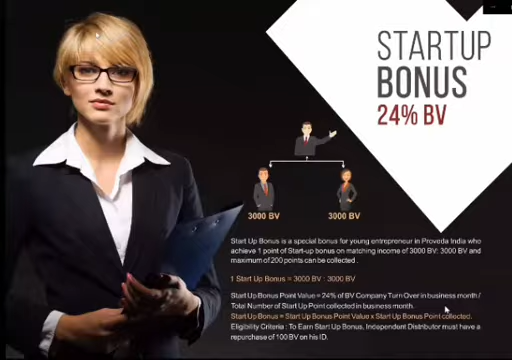 STARTUP
BONUS
24% BV
3000 BV
3000 BV
Start Up Bonus is a special bonus for young entrepreneur in Proveda India who
achieve 1 point of Start-up bonus on matching income of 3000 BV: 3000 BV and
maximum of 200 points can be collected.
1 Start Up Bonus = 3000 BV : 3000 BV
Start Up Bonus Point Value = 24% of BV Company Turn Over in business month /
Total Number of Start Up Point collected in business month.
Start Up Bonus = Start Up Bonus Point Value x Start Up Bonus Point collected.
Eligibility Criteria : To Earn Start Up Bonus, Independent Distributor must have a
repurchase of 100 BV on his ID.